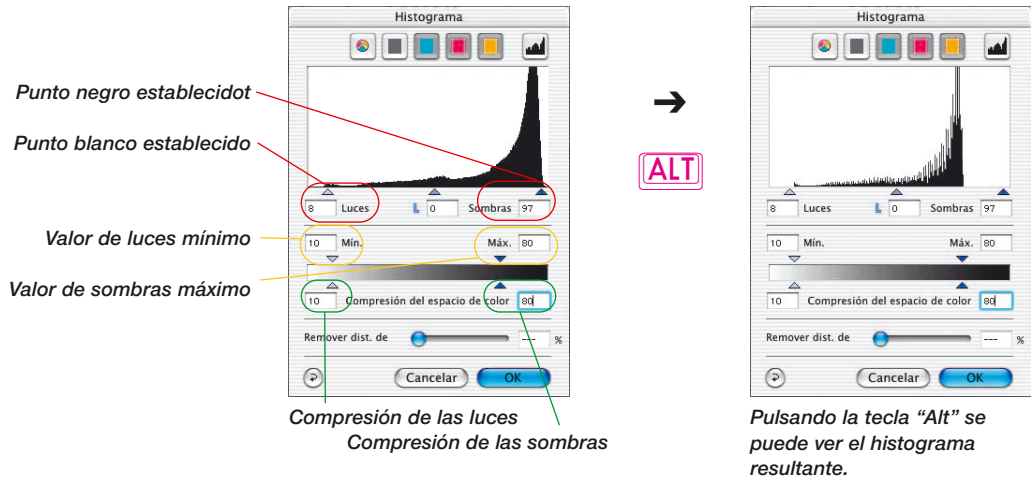 Histograma
Punto negro establecidot
Punto blanco establecido
8 Luces L 0 Sombras 97
Valor de luces mínimo
10 Mín. Máx. 80
Valor de sombras máximo
10 Compresión del espacio de color 80
Remover dist. de --- %
Cancelar OK
Compresión de las luces
Compresión de las sombras
ALT
Histograma
8 Luces L 0 Sombras 97
10 Mín. Máx. 80
10 Compresión del espacio de color 80
Remover dist. de --- %
Cancelar OK
Pulsando la tecla “Alt” se
puede ver el histograma
resultante.